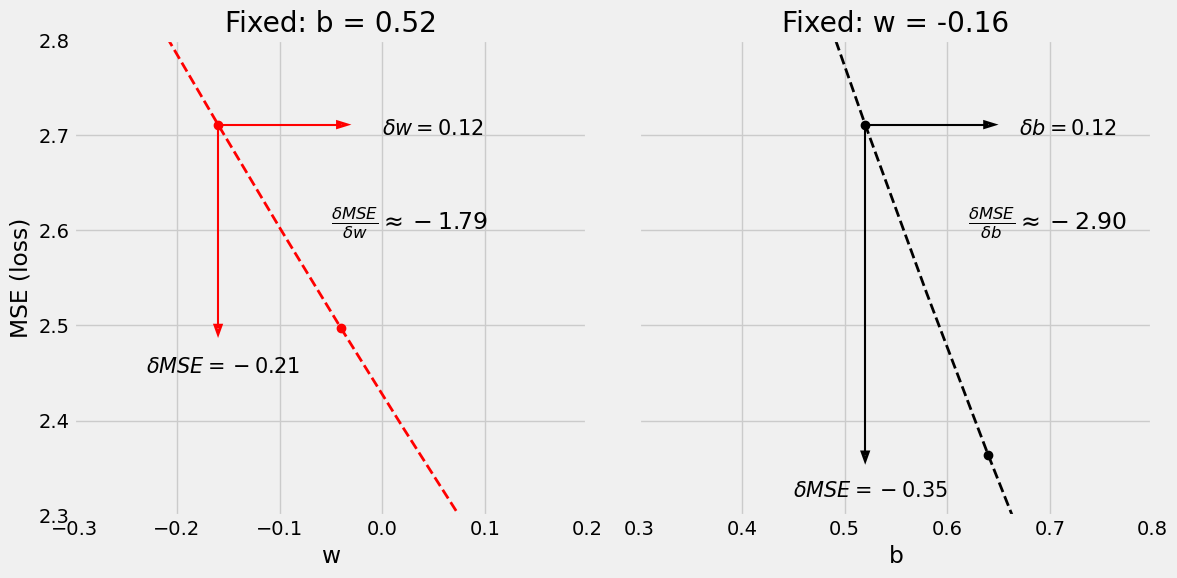 Fixed: b = 0.52
2.8
2.7
2.6
2.5
2.4
2.3
MSE (loss)
δw = 0.12
δMSE/δw ≈ −1.79
δMSE = −0.21
−0.3 −0.2 −0.1 0.0 0.1 0.2
w
Fixed: w = -0.16
δb = 0.12
δMSE/δb ≈ −2.90
δMSE = −0.35
0.3 0.4 0.5 0.6 0.7 0.8
b